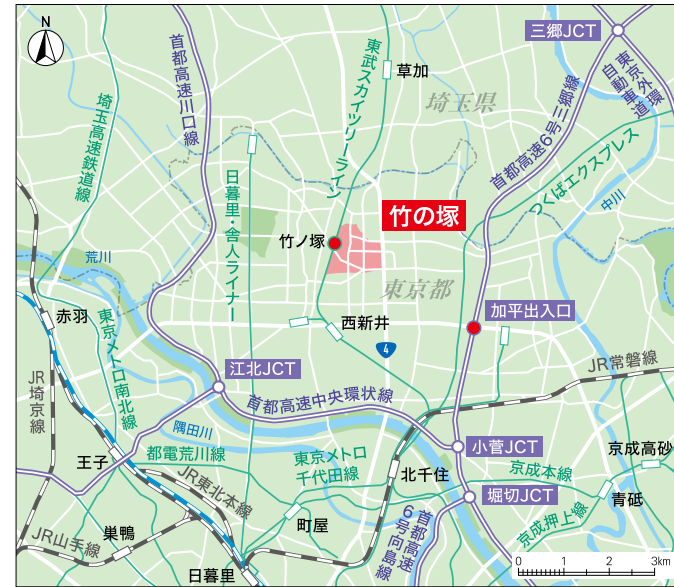 N
三郷JCT
首都高速川口線
東武スカイツリーライン
草加
埼玉県
首都高速6号三郷線
東京外環
自動車道
埼玉高速鉄道線
日暮里・舎人ライナー
つくばエクスプレス
中川
竹の塚
竹ノ塚
荒川
東京都
加平出入口
赤羽
東京メトロ南北線
西新井
4
JR常磐線
江北JCT
JR埼京線
首都高速中央環状線
隅田川
都電荒川線
小菅JCT
京成高砂
王子
東京メトロ
千代田線
北千住
京成本線
JR東北本線
堀切JCT
青砥
巣鴨
町屋
首都高速
6号向島線
京成押上線
JR山手線
日暮里
0 1 2 3km